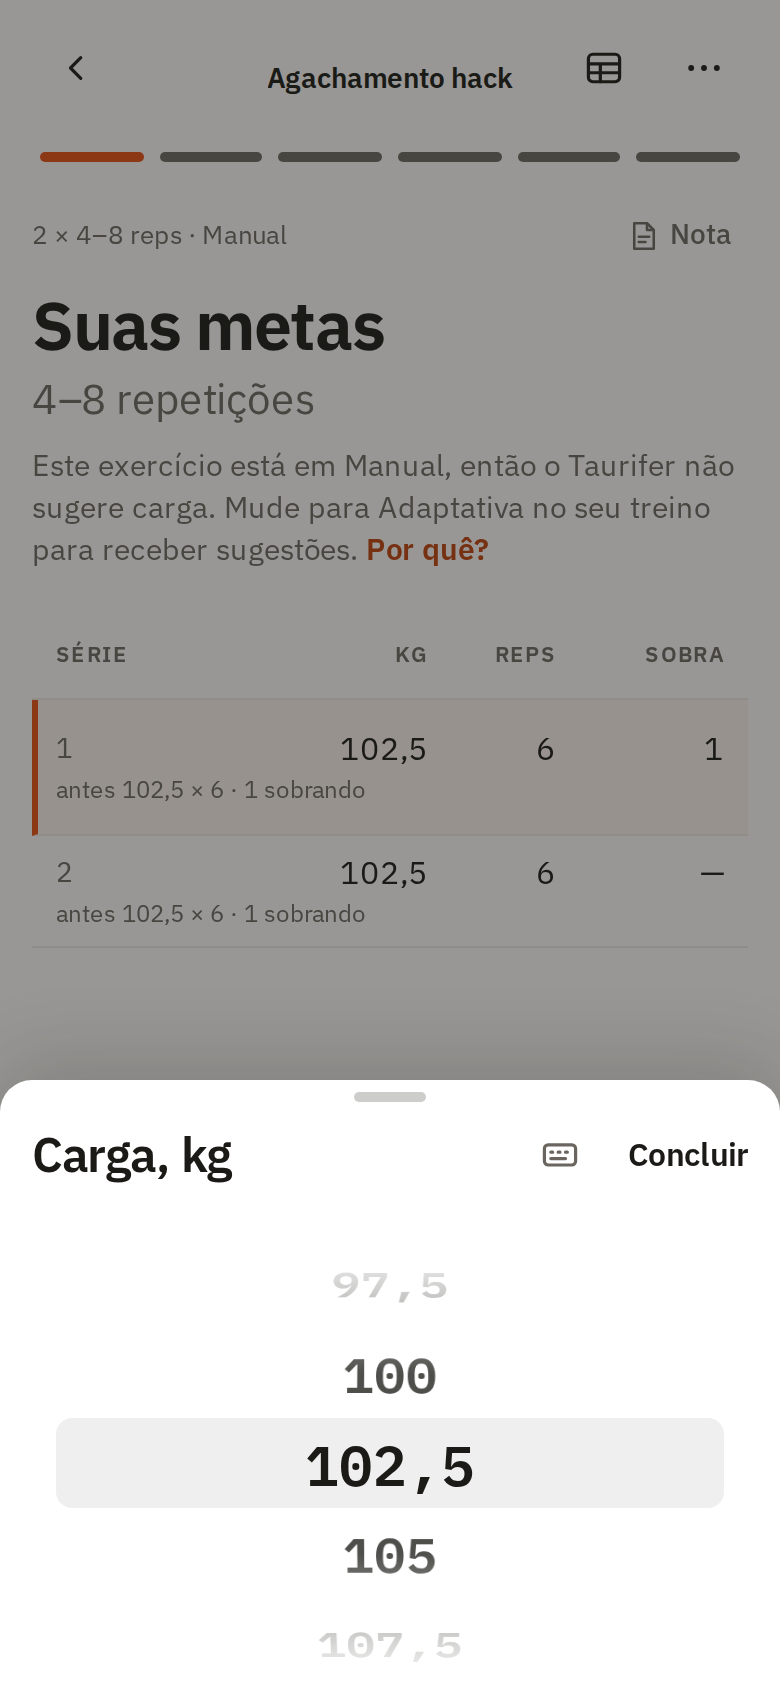 Agachamento hack
2 × 4–8 reps · Manual
Nota
Suas metas
4–8 repetições
Este exercício está em Manual, então o Taurifer não
sugere carga. Mude para Adaptativa no seu treino
para receber sugestões. Por quê?
SÉRIE KG REPS SOBRA
1 102,5 6 1
antes 102,5 × 6 · 1 sobrando
2 102,5 6 —
antes 102,5 × 6 · 1 sobrando
Carga, kg
Concluir
97,5
100
102,5
105
107,5